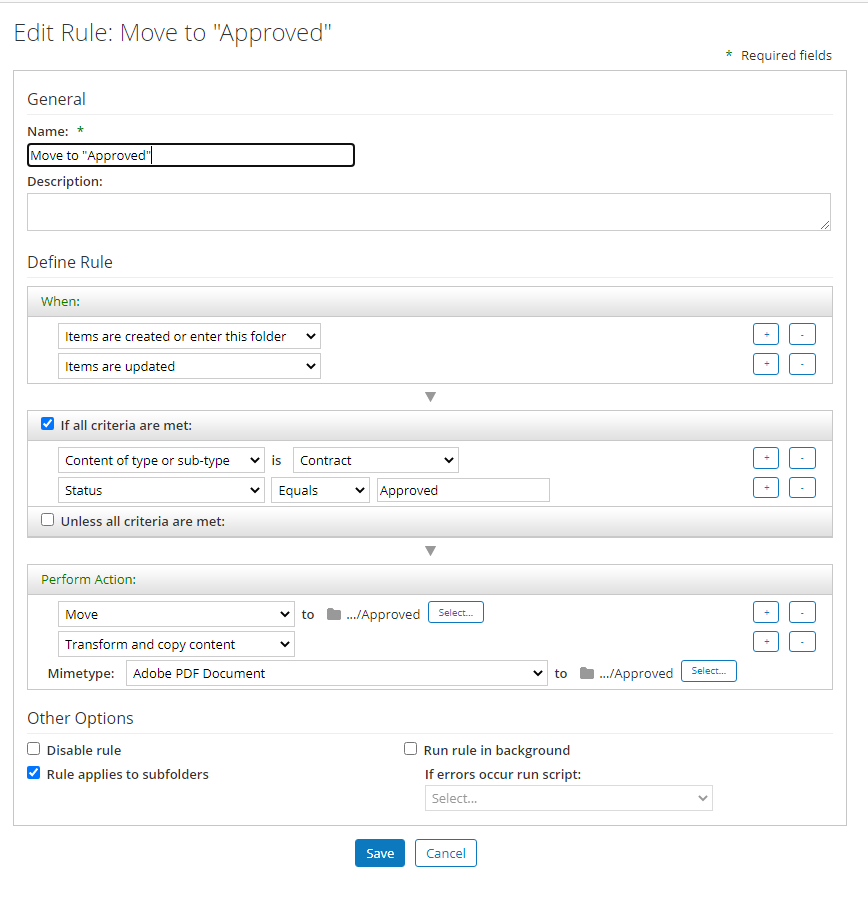 Edit Rule: Move to "Approved"
* Required fields
General
Name: *
Move to "Approved"
Description:
Define Rule
When:
Items are created or enter this folder + -
Items are updated + -
If all criteria are met:
Content of type or sub-type is Contract + -
Status Equals Approved + -
Unless all criteria are met:
Perform Action:
Move to .../Approved Select... + -
Transform and copy content + -
Mimetype: Adobe PDF Document to .../Approved Select...
Other Options
Disable rule Run rule in background
Rule applies to subfolders If errors occur run script:
Select...
Save Cancel